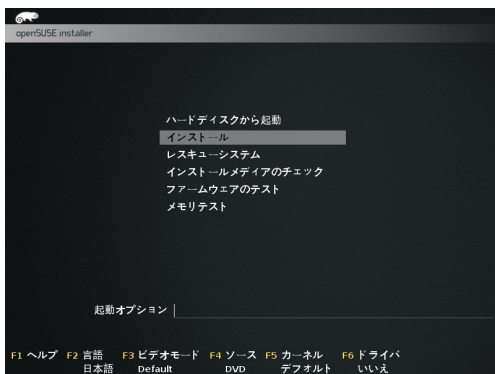 openSUSE installer
ハードディスクから起動
インストール
レスキューシステム
インストールメディアのチェック
ファームウェアのテスト
メモリテスト
起動オプション
F1 ヘルプ F2 言語 F3 ビデオモード F4 ソース F5 カーネル F6 ドライバ
日本語 Default DVD デフォルト いいえ